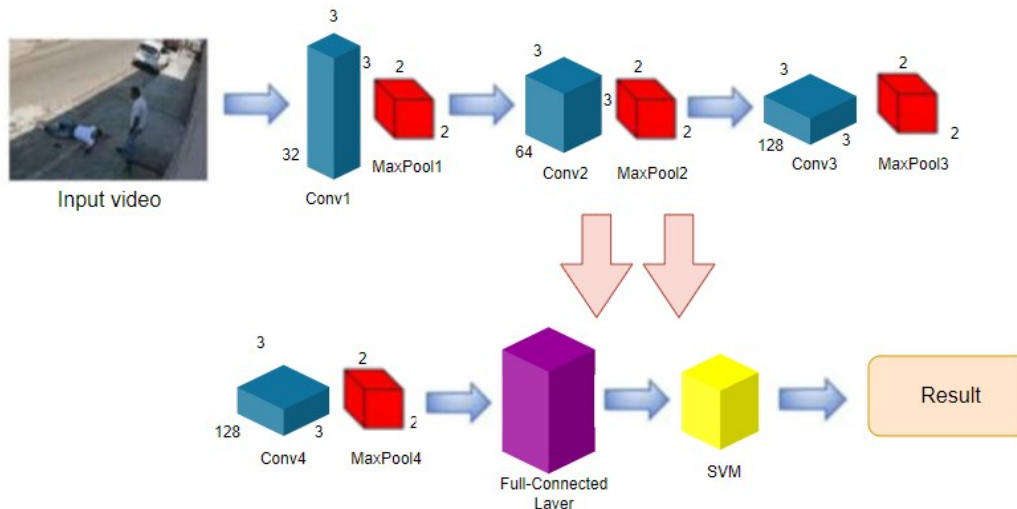 3
3
32
Conv1
2
2
MaxPool1
3
3
64
Conv2
2
2
MaxPool2
3
3
128
Conv3
2
2
MaxPool3
Input video
3
3
128
Conv4
2
2
MaxPool4
Full-Connected
Layer
SVM
Result